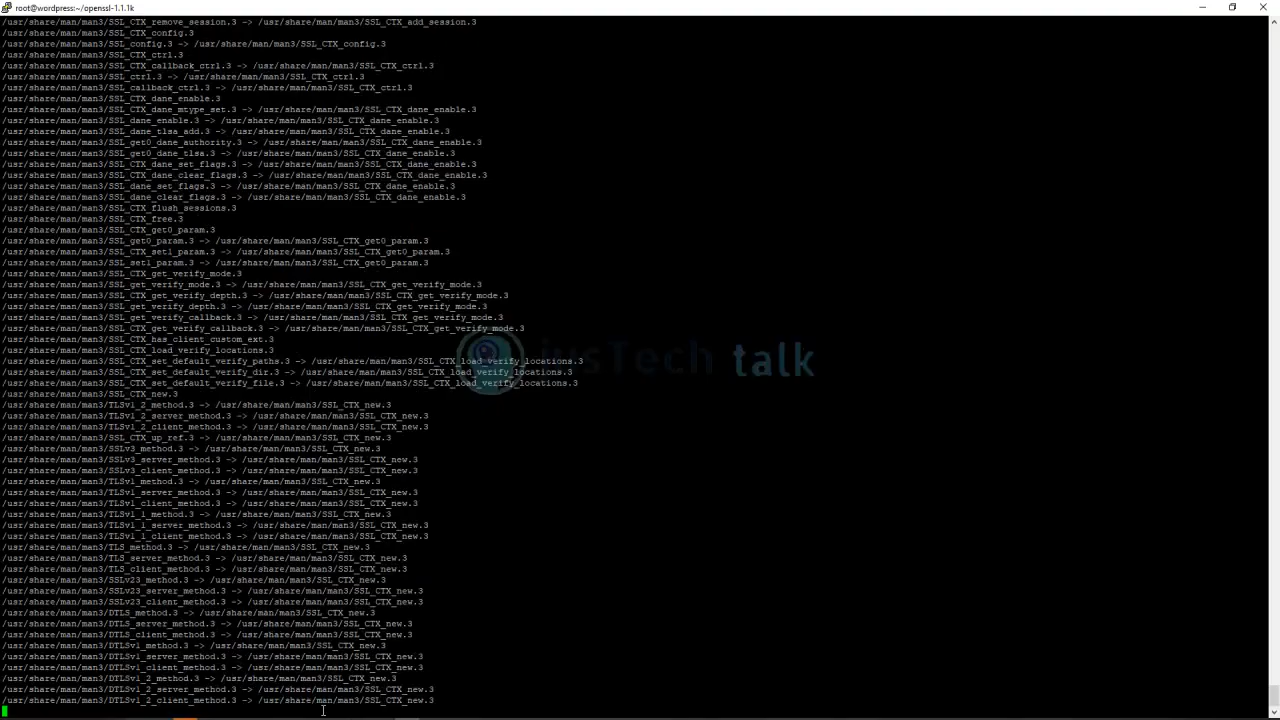 root@wordpress:~/openssl-1.1.1k
/usr/share/man/man3/SSL_CTX_remove_session.3 -> /usr/share/man/man3/SSL_CTX_add_session.3
/usr/share/man/man3/SSL_CTX_config.3
/usr/share/man/man3/SSL_config.3 -> /usr/share/man/man3/SSL_CTX_config.3
/usr/share/man/man3/SSL_CTX_ctrl.3
/usr/share/man/man3/SSL_CTX_callback_ctrl.3 -> /usr/share/man/man3/SSL_CTX_ctrl.3
/usr/share/man/man3/SSL_ctrl.3 -> /usr/share/man/man3/SSL_CTX_ctrl.3
/usr/share/man/man3/SSL_callback_ctrl.3 -> /usr/share/man/man3/SSL_CTX_ctrl.3
/usr/share/man/man3/SSL_CTX_dane_enable.3
/usr/share/man/man3/SSL_CTX_dane_mtype_set.3 -> /usr/share/man/man3/SSL_CTX_dane_enable.3
/usr/share/man/man3/SSL_dane_enable.3 -> /usr/share/man/man3/SSL_CTX_dane_enable.3
/usr/share/man/man3/SSL_dane_tlsa_add.3 -> /usr/share/man/man3/SSL_CTX_dane_enable.3
/usr/share/man/man3/SSL_get0_dane_authority.3 -> /usr/share/man/man3/SSL_CTX_dane_enable.3
/usr/share/man/man3/SSL_get0_dane_tlsa.3 -> /usr/share/man/man3/SSL_CTX_dane_enable.3
/usr/share/man/man3/SSL_CTX_dane_set_flags.3 -> /usr/share/man/man3/SSL_CTX_dane_enable.3
/usr/share/man/man3/SSL_CTX_dane_clear_flags.3 -> /usr/share/man/man3/SSL_CTX_dane_enable.3
/usr/share/man/man3/SSL_dane_set_flags.3 -> /usr/share/man/man3/SSL_CTX_dane_enable.3
/usr/share/man/man3/SSL_dane_clear_flags.3 -> /usr/share/man/man3/SSL_CTX_dane_enable.3
/usr/share/man/man3/SSL_CTX_flush_sessions.3
/usr/share/man/man3/SSL_CTX_free.3
/usr/share/man/man3/SSL_CTX_get0_param.3
/usr/share/man/man3/SSL_get0_param.3 -> /usr/share/man/man3/SSL_CTX_get0_param.3
/usr/share/man/man3/SSL_CTX_set1_param.3 -> /usr/share/man/man3/SSL_CTX_get0_param.3
/usr/share/man/man3/SSL_set1_param.3 -> /usr/share/man/man3/SSL_CTX_get0_param.3
/usr/share/man/man3/SSL_CTX_get_verify_mode.3
/usr/share/man/man3/SSL_get_verify_mode.3 -> /usr/share/man/man3/SSL_CTX_get_verify_mode.3
/usr/share/man/man3/SSL_CTX_get_verify_depth.3 -> /usr/share/man/man3/SSL_CTX_get_verify_mode.3
/usr/share/man/man3/SSL_get_verify_depth.3 -> /usr/share/man/man3/SSL_CTX_get_verify_mode.3
/usr/share/man/man3/SSL_get_verify_callback.3 -> /usr/share/man/man3/SSL_CTX_get_verify_mode.3
/usr/share/man/man3/SSL_CTX_get_verify_callback.3 -> /usr/share/man/man3/SSL_CTX_get_verify_mode.3
/usr/share/man/man3/SSL_CTX_has_client_custom_ext.3
/usr/share/man/man3/SSL_CTX_load_verify_locations.3
/usr/share/man/man3/SSL_CTX_set_default_verify_paths.3 -> /usr/share/man/man3/SSL_CTX_load_verify_locations.3
/usr/share/man/man3/SSL_CTX_set_default_verify_dir.3 -> /usr/share/man/man3/SSL_CTX_load_verify_locations.3
/usr/share/man/man3/SSL_CTX_set_default_verify_file.3 -> /usr/share/man/man3/SSL_CTX_load_verify_locations.3
jusTech talk
/usr/share/man/man3/SSL_CTX_new.3
/usr/share/man/man3/TLSv1_2_method.3 -> /usr/share/man/man3/SSL_CTX_new.3
/usr/share/man/man3/TLSv1_2_server_method.3 -> /usr/share/man/man3/SSL_CTX_new.3
/usr/share/man/man3/TLSv1_2_client_method.3 -> /usr/share/man/man3/SSL_CTX_new.3
/usr/share/man/man3/SSL_CTX_up_ref.3 -> /usr/share/man/man3/SSL_CTX_new.3
/usr/share/man/man3/SSLv3_method.3 -> /usr/share/man/man3/SSL_CTX_new.3
/usr/share/man/man3/SSLv3_server_method.3 -> /usr/share/man/man3/SSL_CTX_new.3
/usr/share/man/man3/SSLv3_client_method.3 -> /usr/share/man/man3/SSL_CTX_new.3
/usr/share/man/man3/TLSv1_method.3 -> /usr/share/man/man3/SSL_CTX_new.3
/usr/share/man/man3/TLSv1_server_method.3 -> /usr/share/man/man3/SSL_CTX_new.3
/usr/share/man/man3/TLSv1_client_method.3 -> /usr/share/man/man3/SSL_CTX_new.3
/usr/share/man/man3/TLSv1_1_method.3 -> /usr/share/man/man3/SSL_CTX_new.3
/usr/share/man/man3/TLSv1_1_server_method.3 -> /usr/share/man/man3/SSL_CTX_new.3
/usr/share/man/man3/TLSv1_1_client_method.3 -> /usr/share/man/man3/SSL_CTX_new.3
/usr/share/man/man3/TLS_method.3 -> /usr/share/man/man3/SSL_CTX_new.3
/usr/share/man/man3/TLS_server_method.3 -> /usr/share/man/man3/SSL_CTX_new.3
/usr/share/man/man3/TLS_client_method.3 -> /usr/share/man/man3/SSL_CTX_new.3
/usr/share/man/man3/SSLv23_method.3 -> /usr/share/man/man3/SSL_CTX_new.3
/usr/share/man/man3/SSLv23_server_method.3 -> /usr/share/man/man3/SSL_CTX_new.3
/usr/share/man/man3/SSLv23_client_method.3 -> /usr/share/man/man3/SSL_CTX_new.3
/usr/share/man/man3/DTLS_method.3 -> /usr/share/man/man3/SSL_CTX_new.3
/usr/share/man/man3/DTLS_server_method.3 -> /usr/share/man/man3/SSL_CTX_new.3
/usr/share/man/man3/DTLS_client_method.3 -> /usr/share/man/man3/SSL_CTX_new.3
/usr/share/man/man3/DTLSv1_method.3 -> /usr/share/man/man3/SSL_CTX_new.3
/usr/share/man/man3/DTLSv1_server_method.3 -> /usr/share/man/man3/SSL_CTX_new.3
/usr/share/man/man3/DTLSv1_client_method.3 -> /usr/share/man/man3/SSL_CTX_new.3
/usr/share/man/man3/DTLSv1_2_method.3 -> /usr/share/man/man3/SSL_CTX_new.3
/usr/share/man/man3/DTLSv1_2_server_method.3 -> /usr/share/man/man3/SSL_CTX_new.3
/usr/share/man/man3/DTLSv1_2_client_method.3 -> /usr/share/man/man3/SSL_CTX_new.3